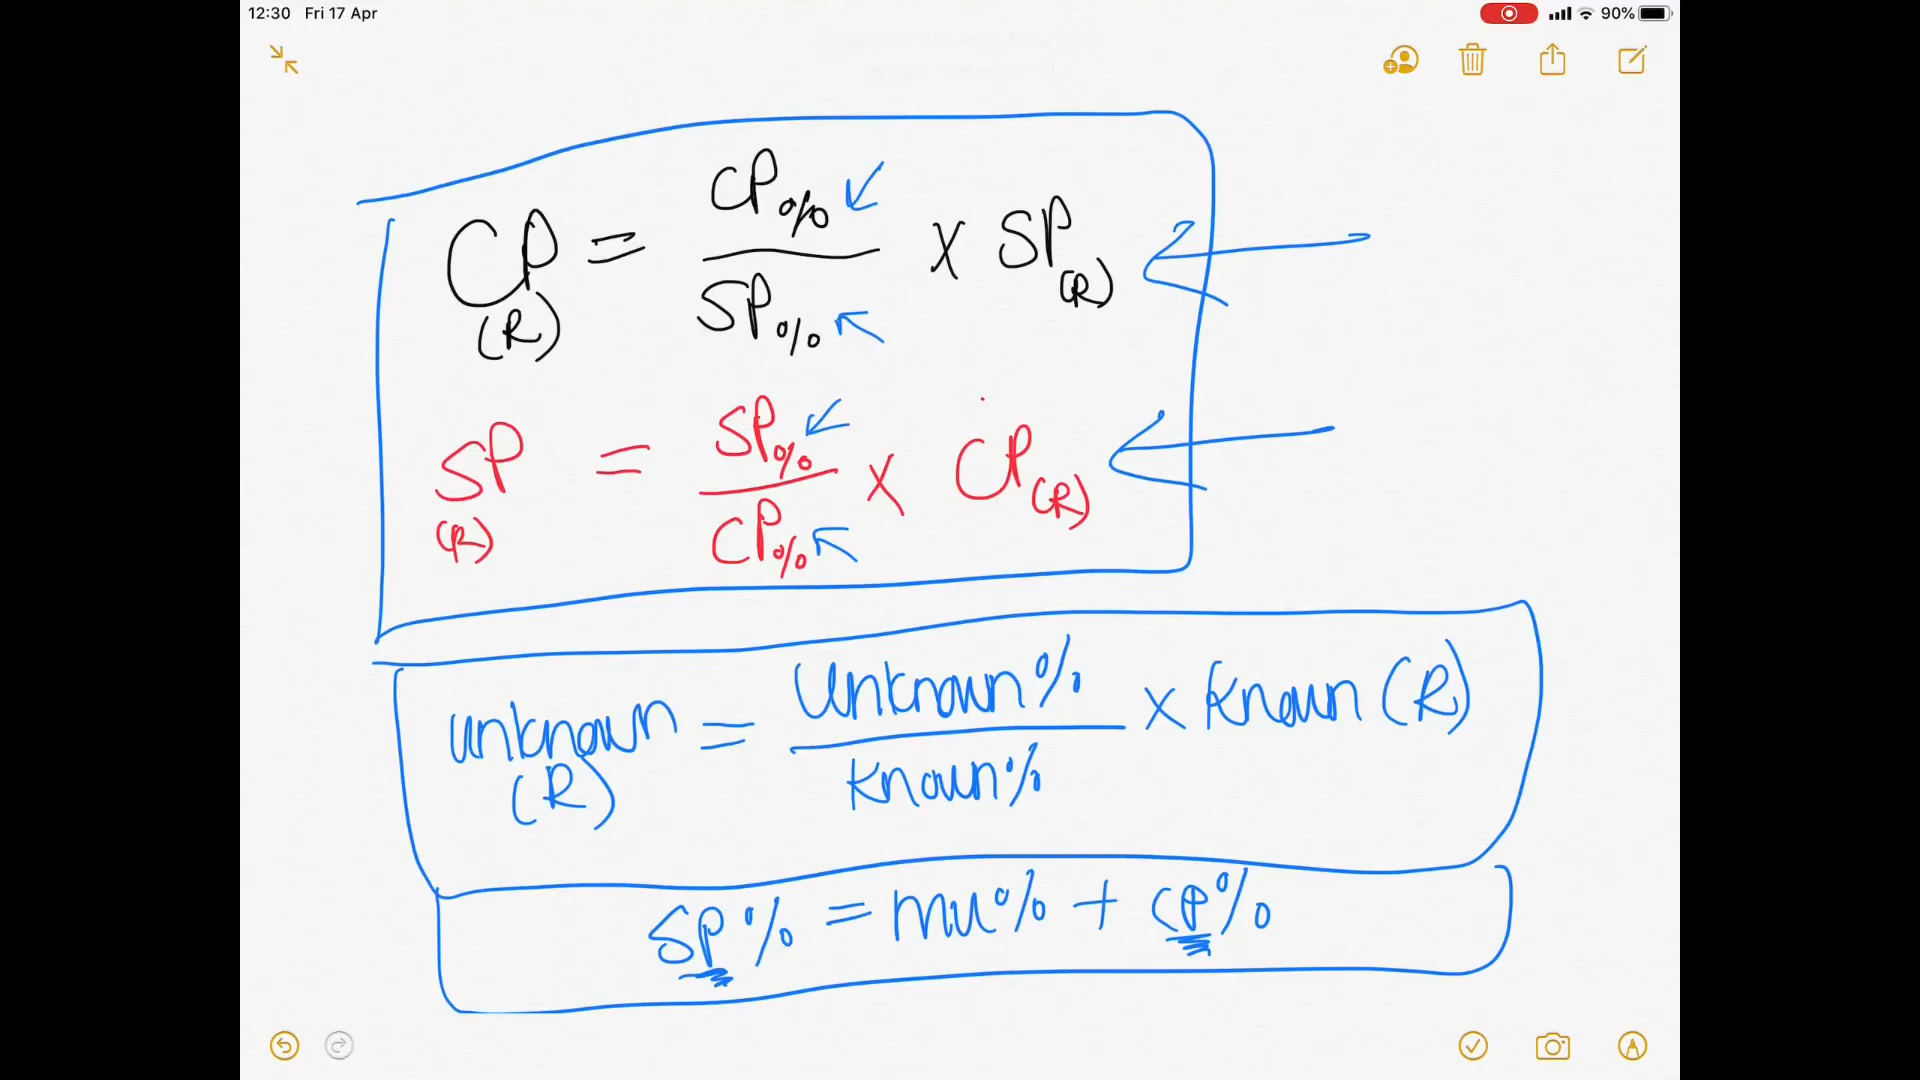 12:30 Fri 17 Apr 90%
CP (R) = CP% / SP% x SP (R)
SP (R) = SP% / CP% x CP (R)
unknown (R) = Unknown% / Known% x Known (R)
SP% = mu% + CP%